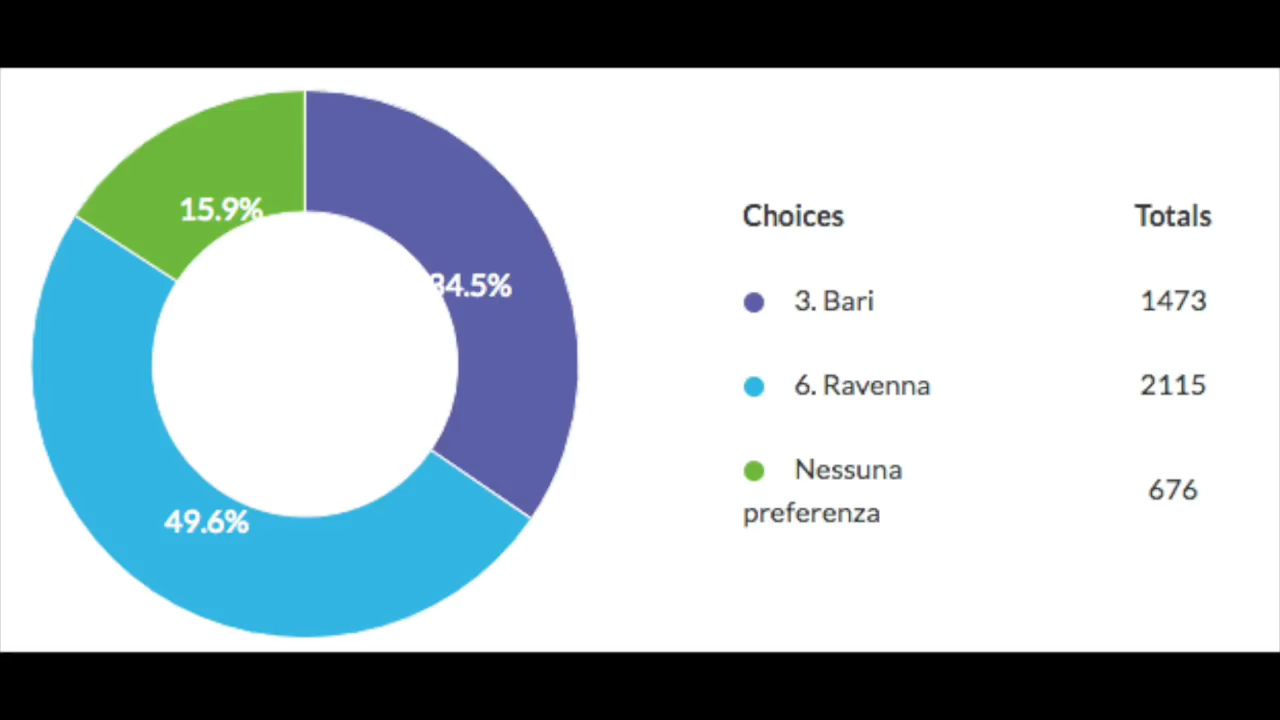 15.9%
34.5%
49.6%
Choices Totals
3. Bari 1473
6. Ravenna 2115
Nessuna
preferenza 676